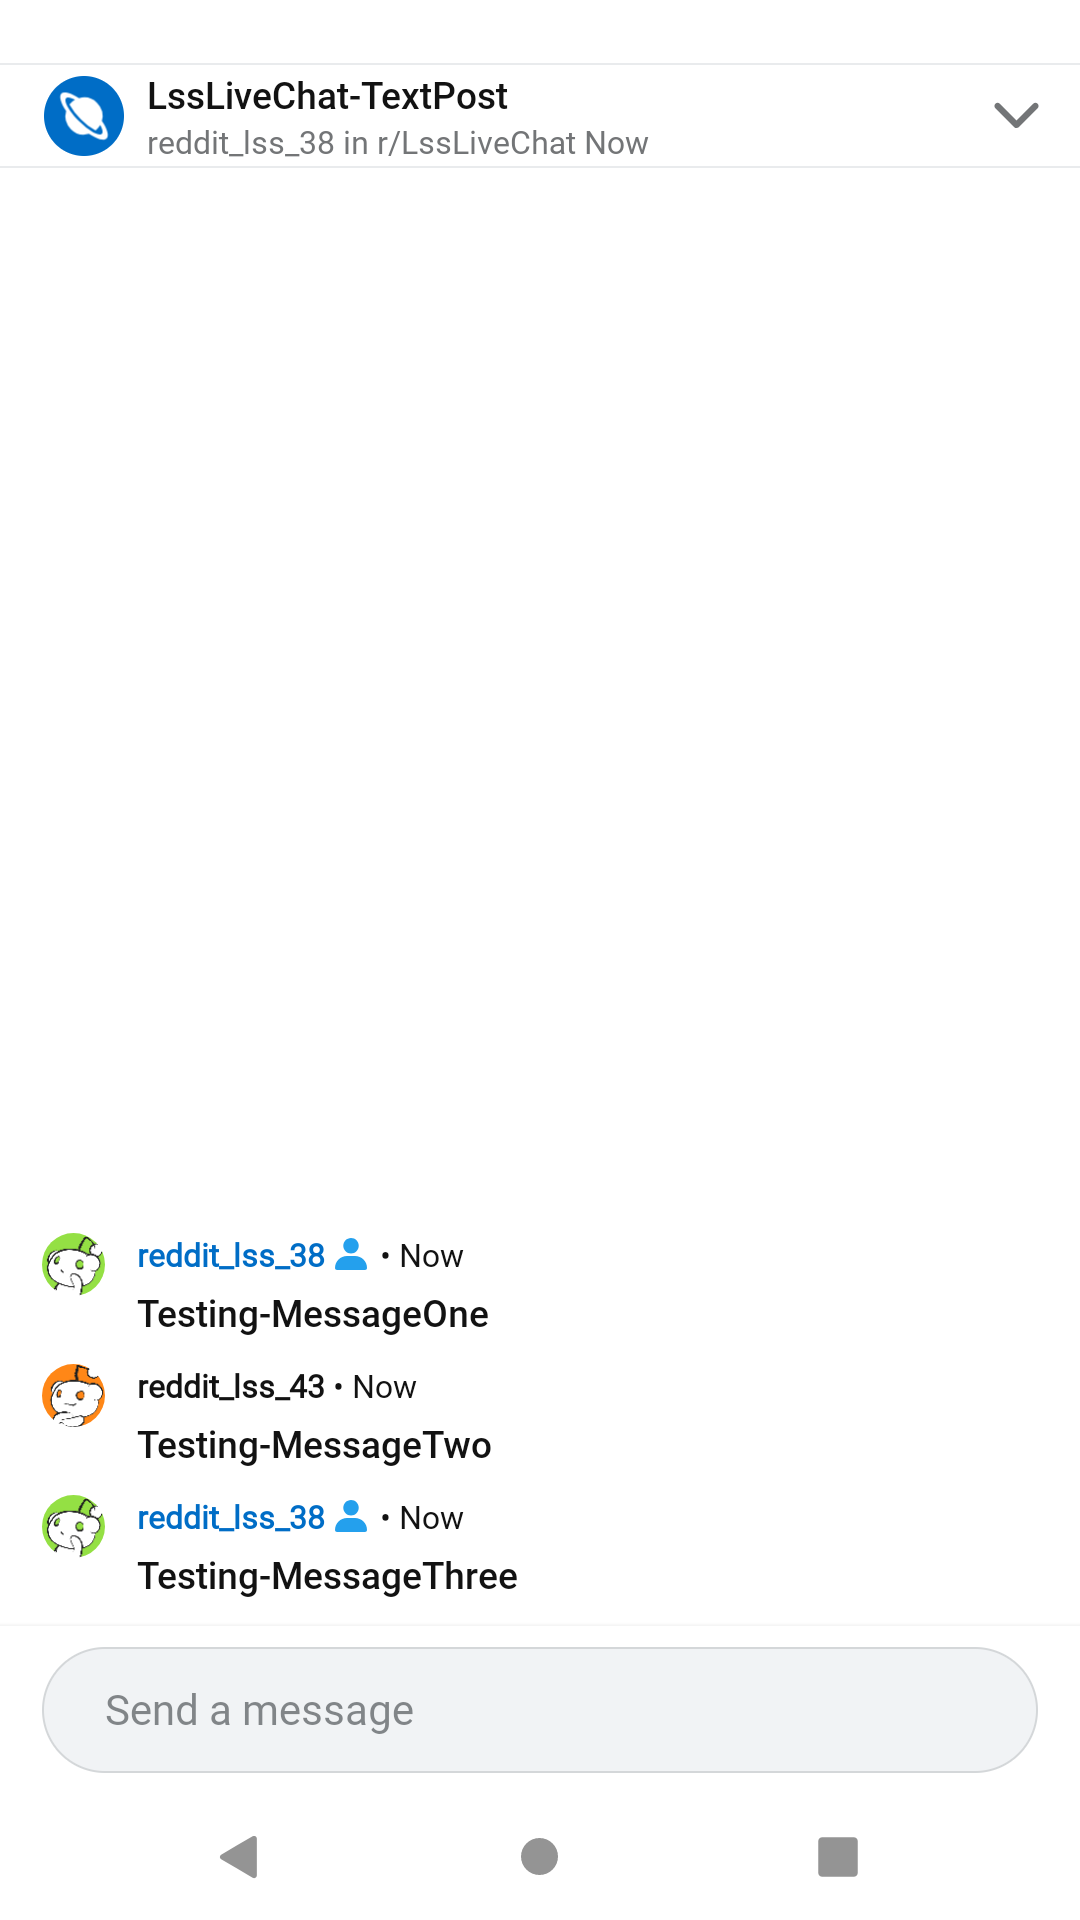 LssLiveChat-TextPost
reddit_lss_38 in r/LssLiveChat Now
reddit_lss_38 • Now
Testing-MessageOne
reddit_lss_43 • Now
Testing-MessageTwo
reddit_lss_38 • Now
Testing-MessageThree
Send a message